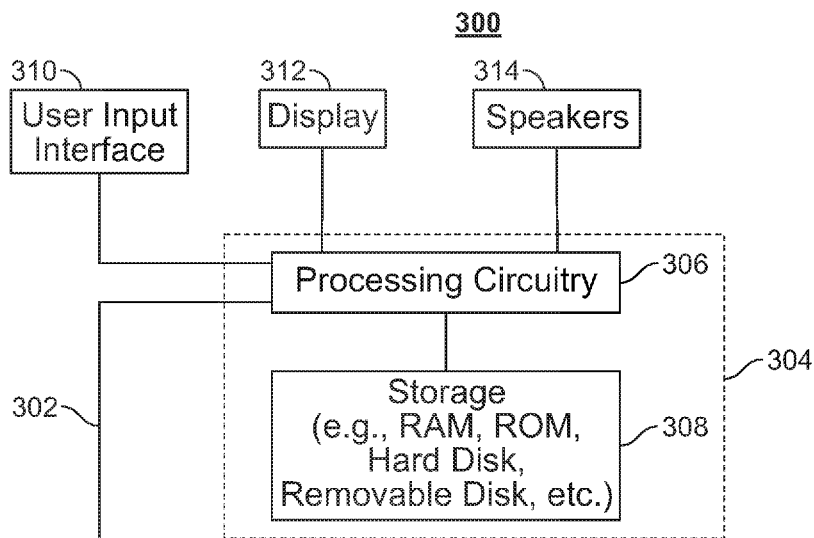 300
310
312
314
User Input
Interface
Display
Speakers
Processing Circuitry
306
304
302
Storage
(e.g., RAM, ROM,
Hard Disk,
Removable Disk, etc.)
308